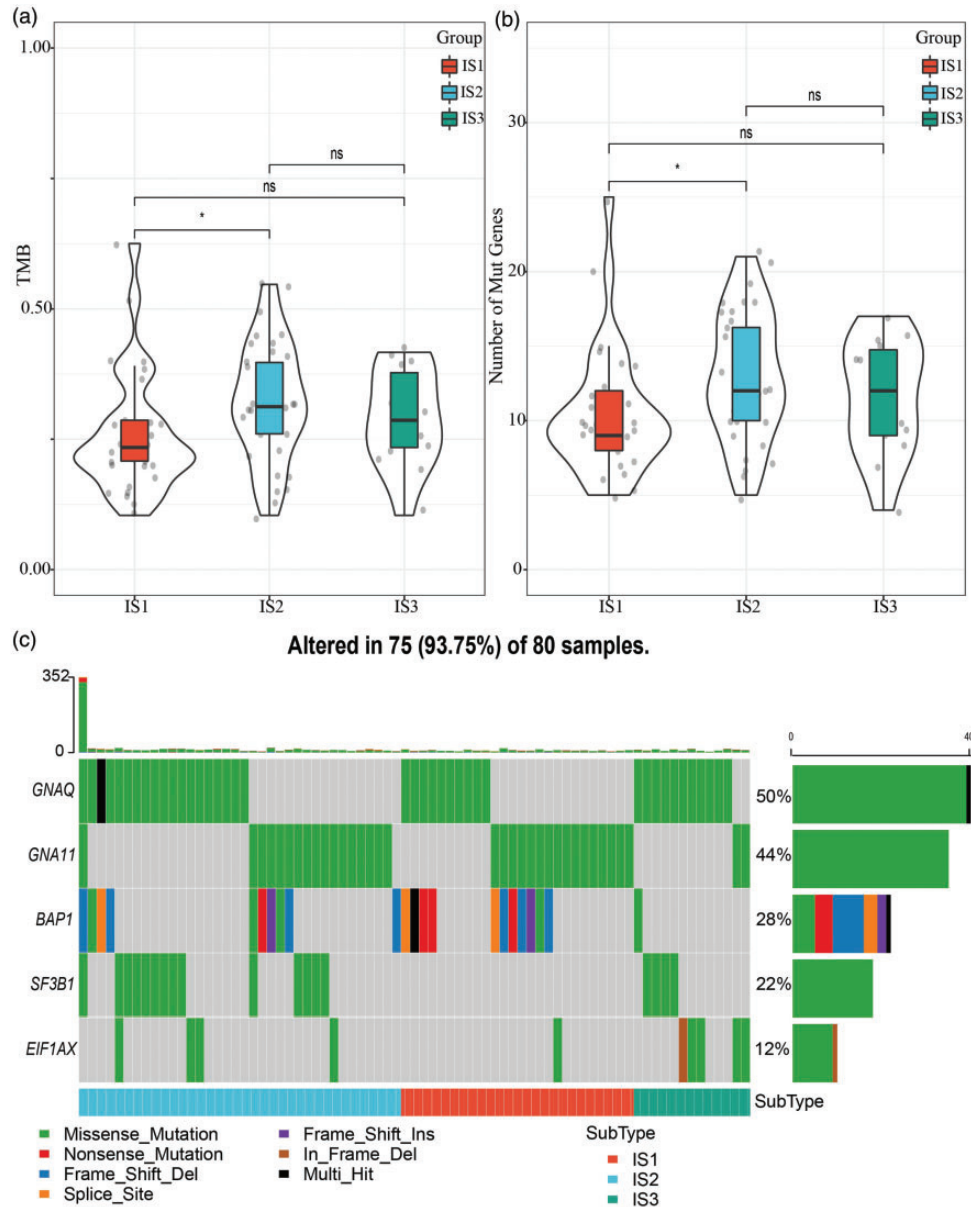 (a)
Group
IS1
IS2
IS3
1.00
0.50
0.00
TMB
ns
ns
*
IS1
IS2
IS3
(b)
Group
IS1
IS2
IS3
30
20
10
0
Number of Mut Genes
ns
ns
*
IS1
IS2
IS3
(c)
Altered in 75 (93.75%) of 80 samples.
352
0
0
40
GNAQ
50%
GNA11
44%
BAP1
28%
SF3B1
22%
EIF1AX
12%
SubType
Missense_Mutation
Nonsense_Mutation
Frame_Shift_Del
Splice_Site
Frame_Shift_Ins
In_Frame_Del
Multi_Hit
SubType
IS1
IS2
IS3